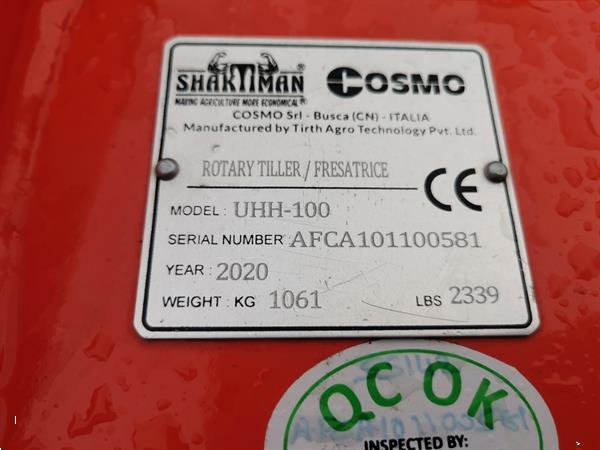 SHAKTIMAN® COSMO
MAKING AGRICULTURE MORE ECONOMICAL®
COSMO Srl - Busca (CN) - ITALIA
Manufactured by Tirth Agro Technology Pvt. Ltd.
ROTARY TILLER / FRESATRICE
CE
MODEL: UHH-100
SERIAL NUMBER: AFCA101100581
YEAR: 2020
WEIGHT: KG 1061 LBS 2339
QC OK
INSPECTED BY: